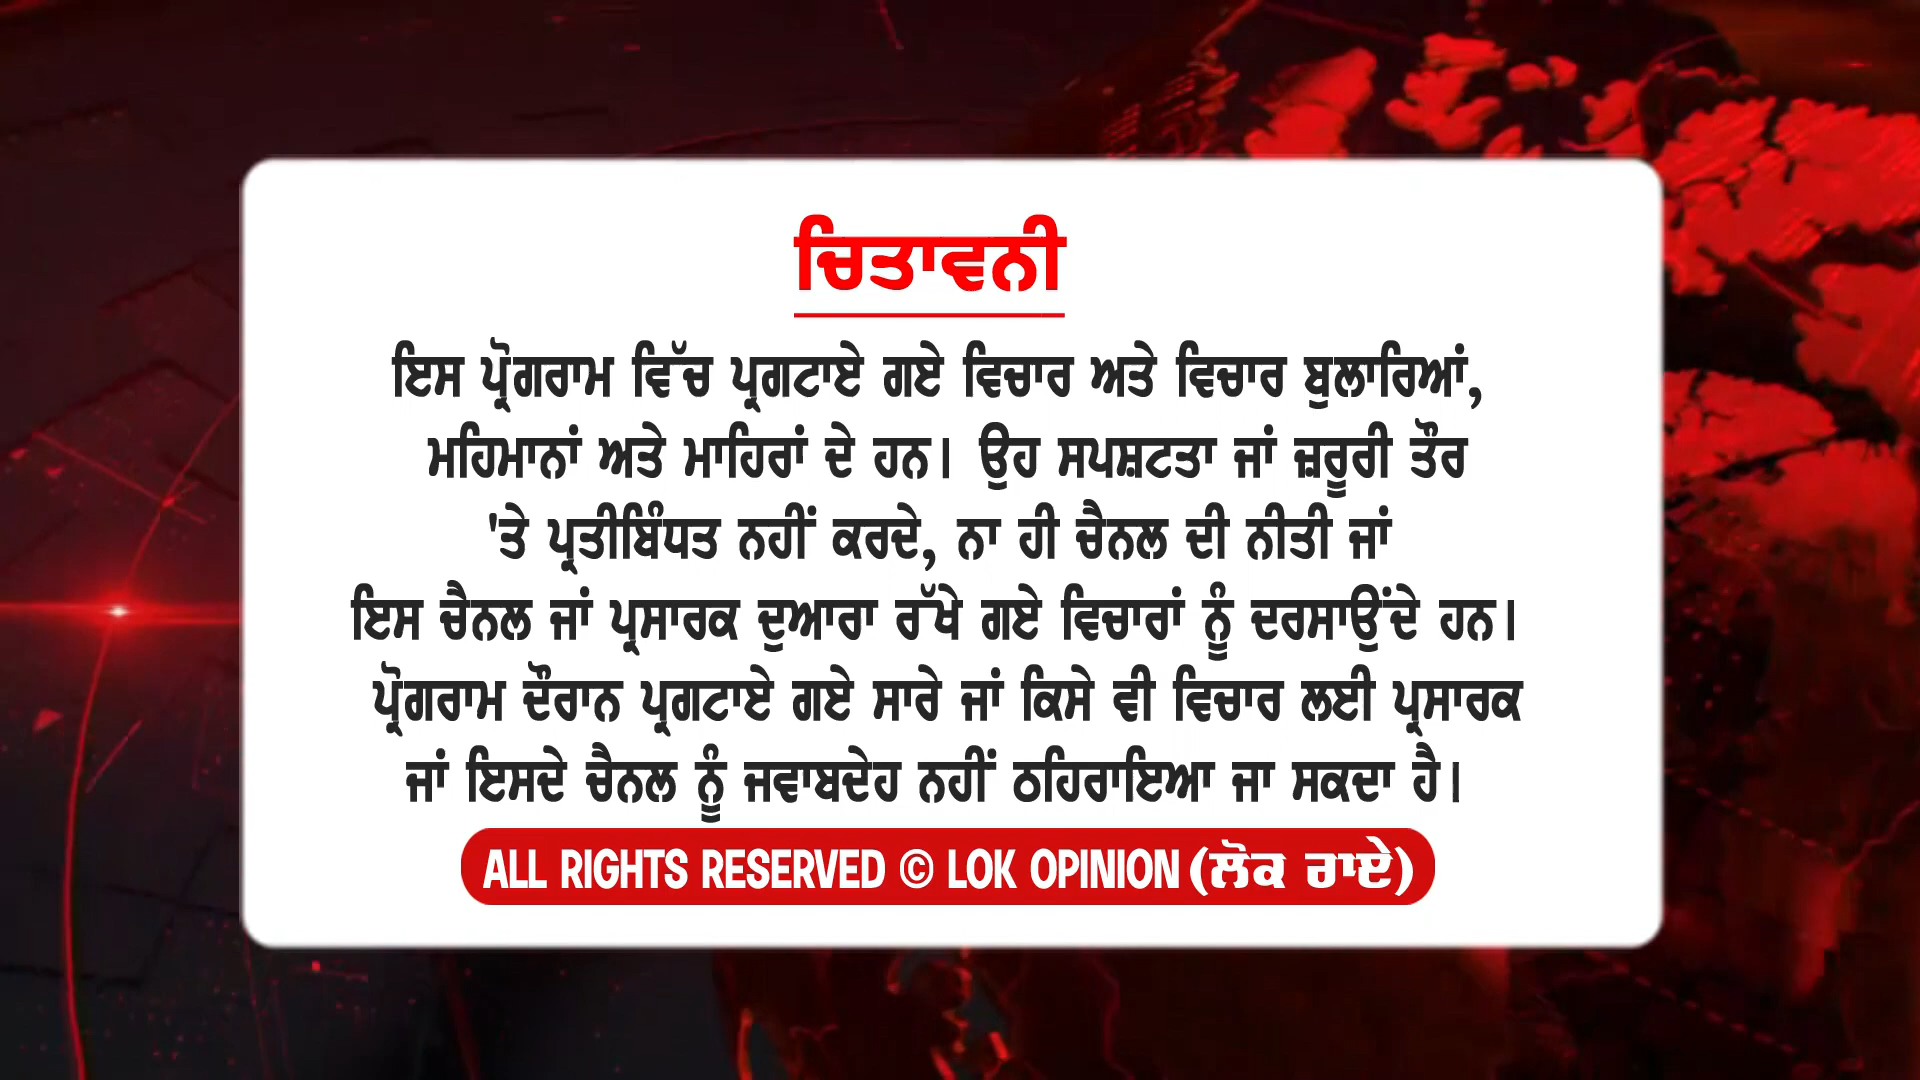 ਚਿਤਾਵਨੀ
ਇਸ ਪ੍ਰੋਗਰਾਮ ਵਿੱਚ ਪ੍ਰਗਟਾਏ ਗਏ ਵਿਚਾਰ ਅਤੇ ਵਿਚਾਰ ਬੁਲਾਰਿਆਂ,
ਮਹਿਮਾਨਾਂ ਅਤੇ ਮਾਹਿਰਾਂ ਦੇ ਹਨ। ਉਹ ਸਪਸ਼ਟਤਾ ਜਾਂ ਜ਼ਰੂਰੀ ਤੌਰ
'ਤੇ ਪ੍ਰਤੀਬਿੰਧਤ ਨਹੀਂ ਕਰਦੇ, ਨਾ ਹੀ ਚੈਨਲ ਦੀ ਨੀਤੀ ਜਾਂ
ਇਸ ਚੈਨਲ ਜਾਂ ਪ੍ਰਸਾਰਕ ਦੁਆਰਾ ਰੱਖੇ ਗਏ ਵਿਚਾਰਾਂ ਨੂੰ ਦਰਸਾਉਂਦੇ ਹਨ।
ਪ੍ਰੋਗਰਾਮ ਦੌਰਾਨ ਪ੍ਰਗਟਾਏ ਗਏ ਸਾਰੇ ਜਾਂ ਕਿਸੇ ਵੀ ਵਿਚਾਰ ਲਈ ਪ੍ਰਸਾਰਕ
ਜਾਂ ਇਸਦੇ ਚੈਨਲ ਨੂੰ ਜਵਾਬਦੇਹ ਨਹੀਂ ਠਹਿਰਾਇਆ ਜਾ ਸਕਦਾ ਹੈ।
ALL RIGHTS RESERVED © LOK OPINION (ਲੋਕ ਰਾਏ)